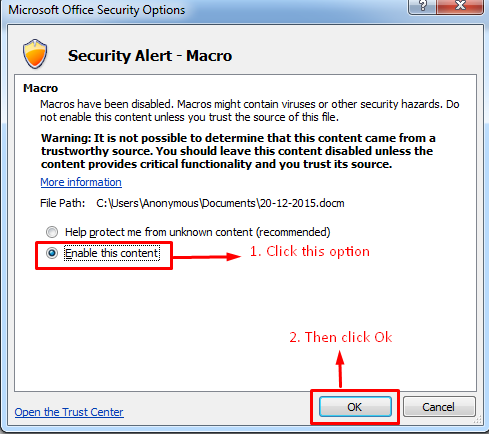 Microsoft Office Security Options
?
Security Alert - Macro
Macro
Macros have been disabled. Macros might contain viruses or other security hazards. Do
not enable this content unless you trust the source of this file.
Warning: It is not possible to determine that this content came from a
trustworthy source. You should leave this content disabled unless the
content provides critical functionality and you trust its source.
More information
File Path: C:\Users\Anonymous\Documents\20-12-2015.docm
Help protect me from unknown content (recommended)
Enable this content
1. Click this option
2. Then click Ok
Open the Trust Center
OK
Cancel